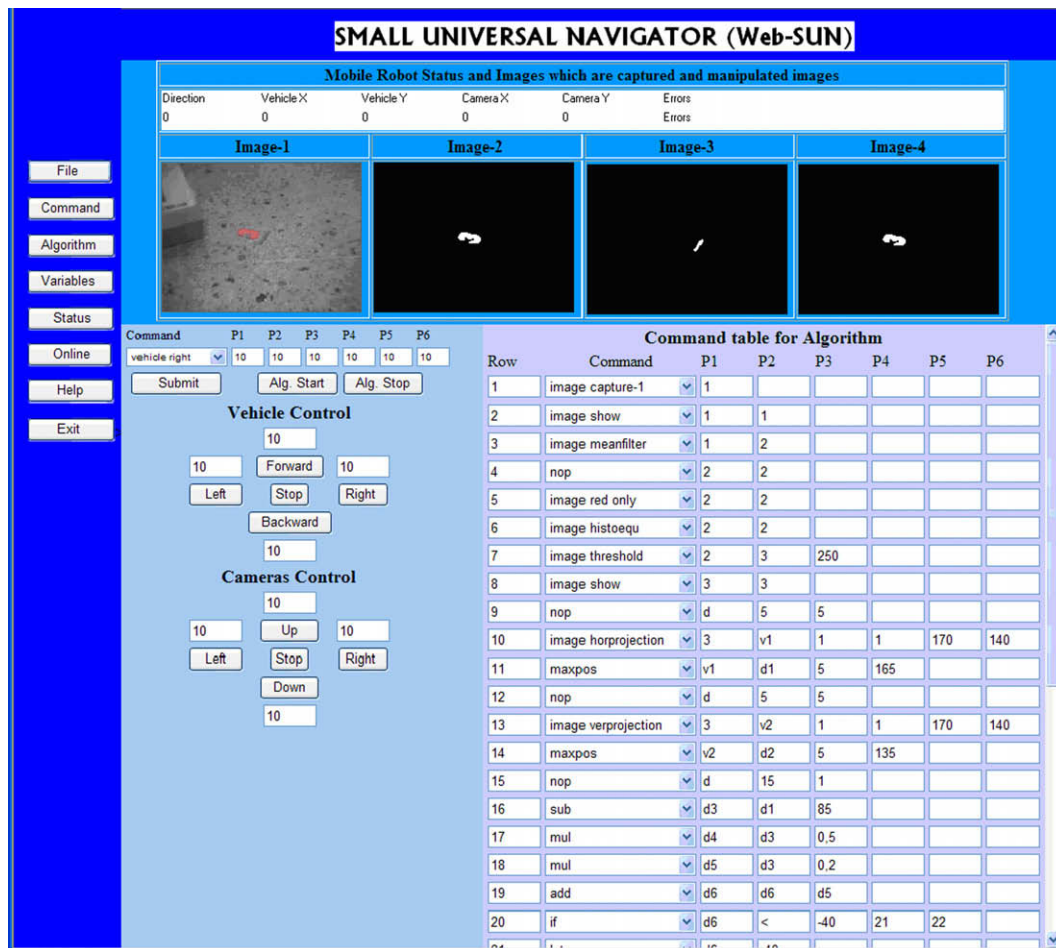 SMALL UNIVERSAL NAVIGATOR (Web-SUN)
Mobile Robot Status and Images which are captured and manipulated images
Direction Vehicle X Vehicle Y Camera X Camera Y Errors
0 0 0 0 0 Errors
Image-1 Image-2 Image-3 Image-4
File
Command
Algorithm
Variables
Status
Online
Help
Exit
Command P1 P2 P3 P4 P5 P6
vehicle right 10 10 10 10 10 10
Submit Alg. Start Alg. Stop
Vehicle Control
10
10 Forward 10
Left Stop Right
Backward
10
Cameras Control
10
10 Up 10
Left Stop Right
Down
10
Command table for Algorithm
Row Command P1 P2 P3 P4 P5 P6
1 image capture-1 1
2 image show 1 1
3 image meanfilter 1 2
4 nop 2 2
5 image red only 2 2
6 image histoequ 2 2
7 image threshold 2 3 250
8 image show 3 3
9 nop d 5 5
10 image horprojection 3 v1 1 1 170 140
11 maxpos v1 d1 5 165
12 nop d 5 5
13 image verprojection 3 v2 1 1 170 140
14 maxpos v2 d2 5 135
15 nop d 15 1
16 sub d3 d1 85
17 mul d4 d3 0,5
18 mul d5 d3 0,2
19 add d6 d6 d5
20 if d6 < -40 21 22